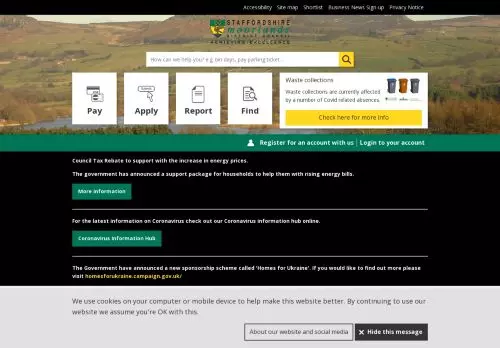 Accessibility Site map Shortlist Business News Sign up Privacy Notice
STAFFORDSHIRE
moorlands
DISTRICT COUNCIL
ACHIEVING EXCELLENCE
How can we help you? e.g. bin days, pay parking ticket...
Pay
Apply
Report
Find
Waste collections
Waste collections are currently affected
by a number of Covid related absences.
Check here for more info
Register for an account with us | Login to your account
Council Tax Rebate to support with the increase in energy prices.
The government has announced a support package for households to help them with rising energy bills.
More information
For the latest information on Coronavirus check out our Coronavirus information hub online.
Coronavirus Information Hub
The Government have announced a new sponsorship scheme called 'Homes for Ukraine'. If you would like to find out more please
visit homesforukraine.campaign.gov.uk/
We use cookies on your computer or mobile device to help make this website better. By continuing to use our
website we assume you're OK with this.
About our website and social media
Hide this message